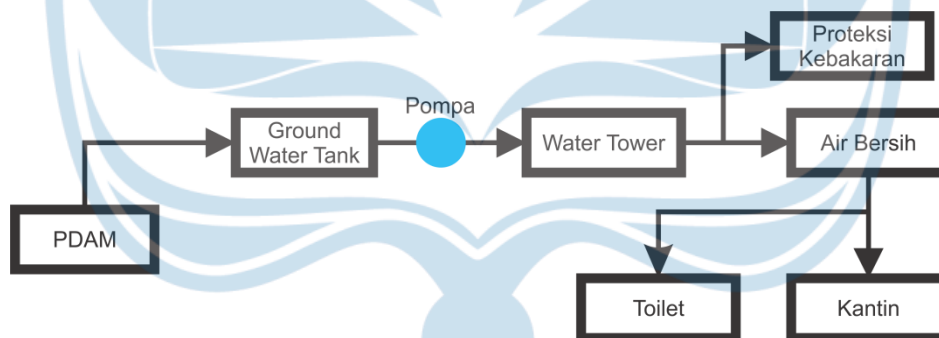 Proteksi
Kebakaran
Pompa
Ground
Water Tank
Water Tower
Air Bersih
PDAM
Toilet
Kantin